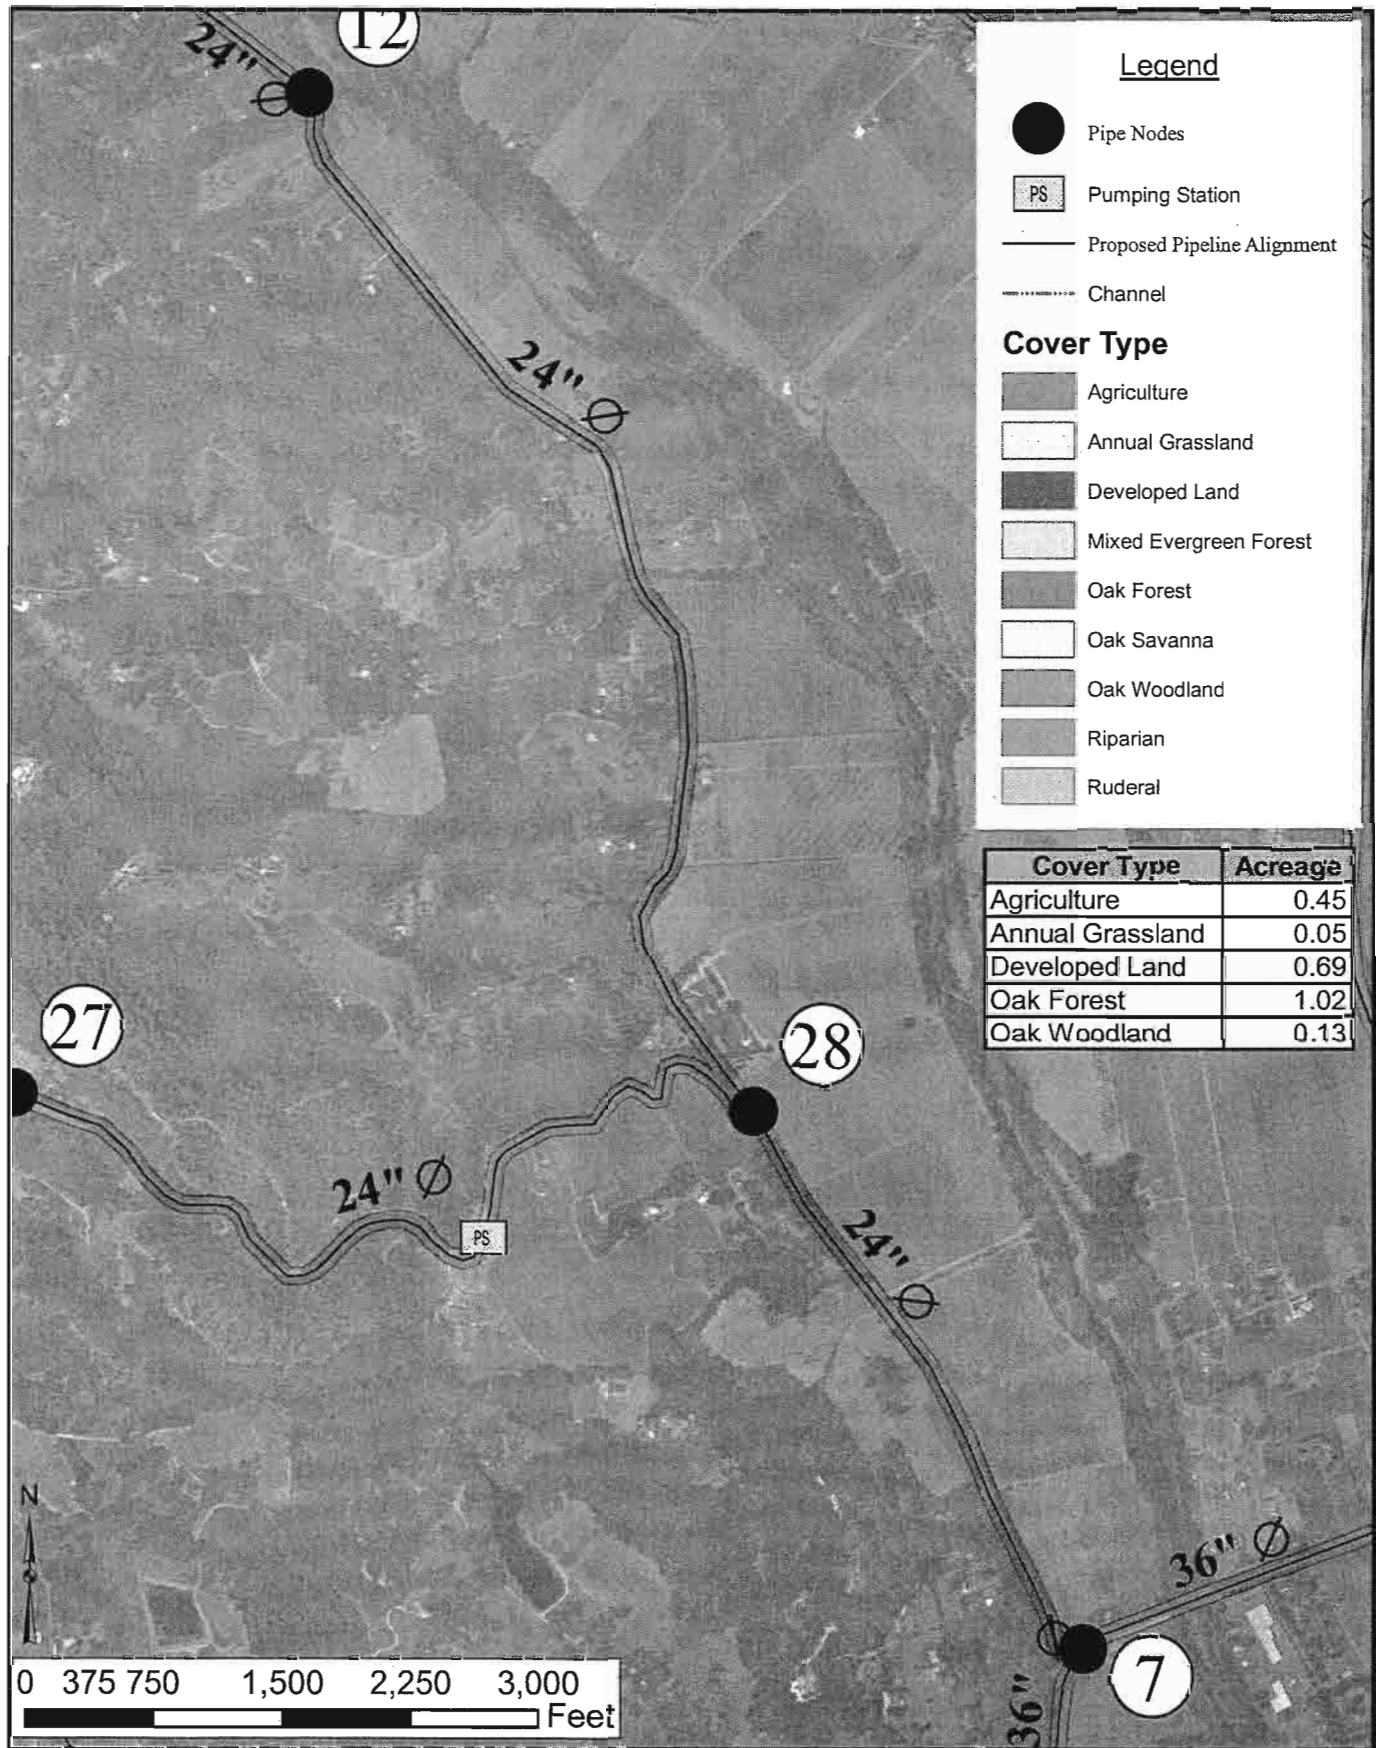 12
24" Ø
Legend
Pipe Nodes
PS Pumping Station
Proposed Pipeline Alignment
Channel
Cover Type
Agriculture
Annual Grassland
Developed Land
Mixed Evergreen Forest
Oak Forest
Oak Savanna
Oak Woodland
Riparian
Ruderal
24" Ø
Cover Type Acreage
Agriculture 0.45
Annual Grassland 0.05
Developed Land 0.69
Oak Forest 1.02
Oak Woodland 0.13
27
28
24" Ø
PS
24" Ø
N
36" Ø
7
36" Ø
0 375 750 1,500 2,250 3,000
Feet